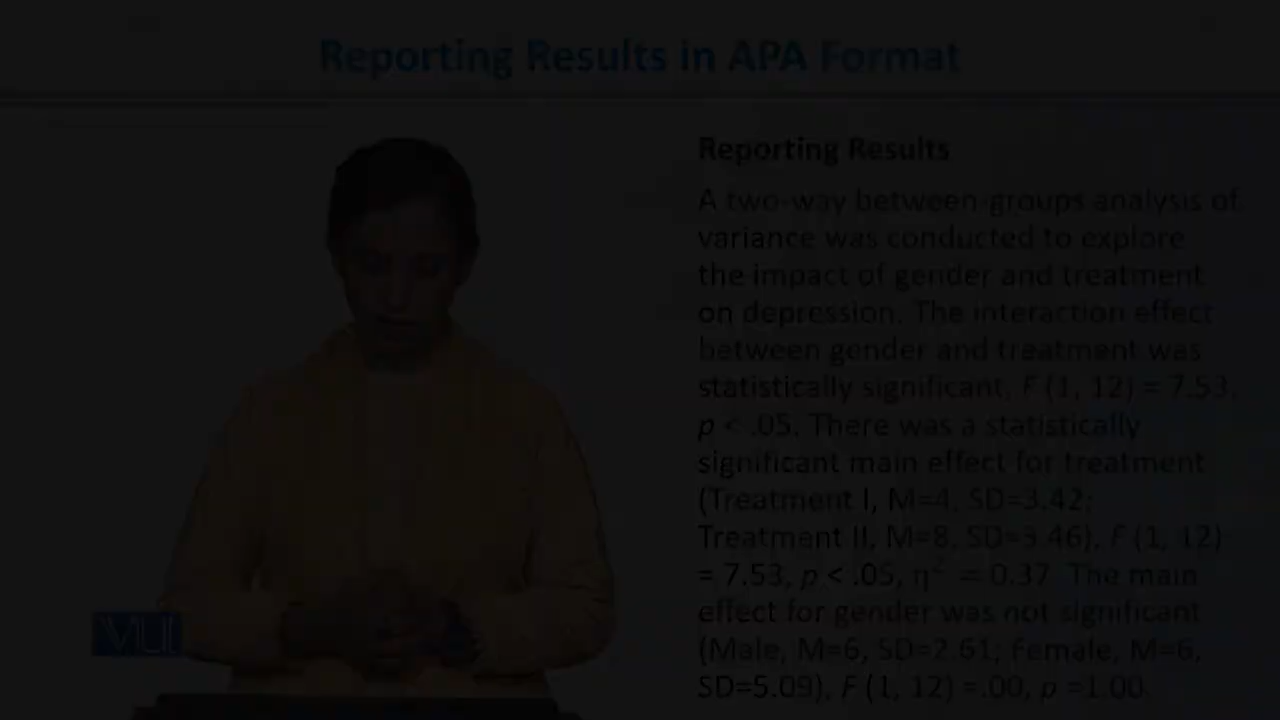 Reporting Results in APA Format
Reporting Results
A two-way between-groups analysis of
variance was conducted to explore
the impact of gender and treatment
on depression. The interaction effect
between gender and treatment was
statistically significant, F (1, 12) = 7.53,
p < .05. There was a statistically
significant main effect for treatment
(Treatment I, M=4, SD=3.42;
Treatment II, M=8, SD=3.46), F (1, 12)
= 7.53, p < .05, η² = 0.37. The main
effect for gender was not significant
(Male, M=6, SD=2.61; Female, M=6,
SD=5.09), F (1, 12) =.00, p =1.00.
VU